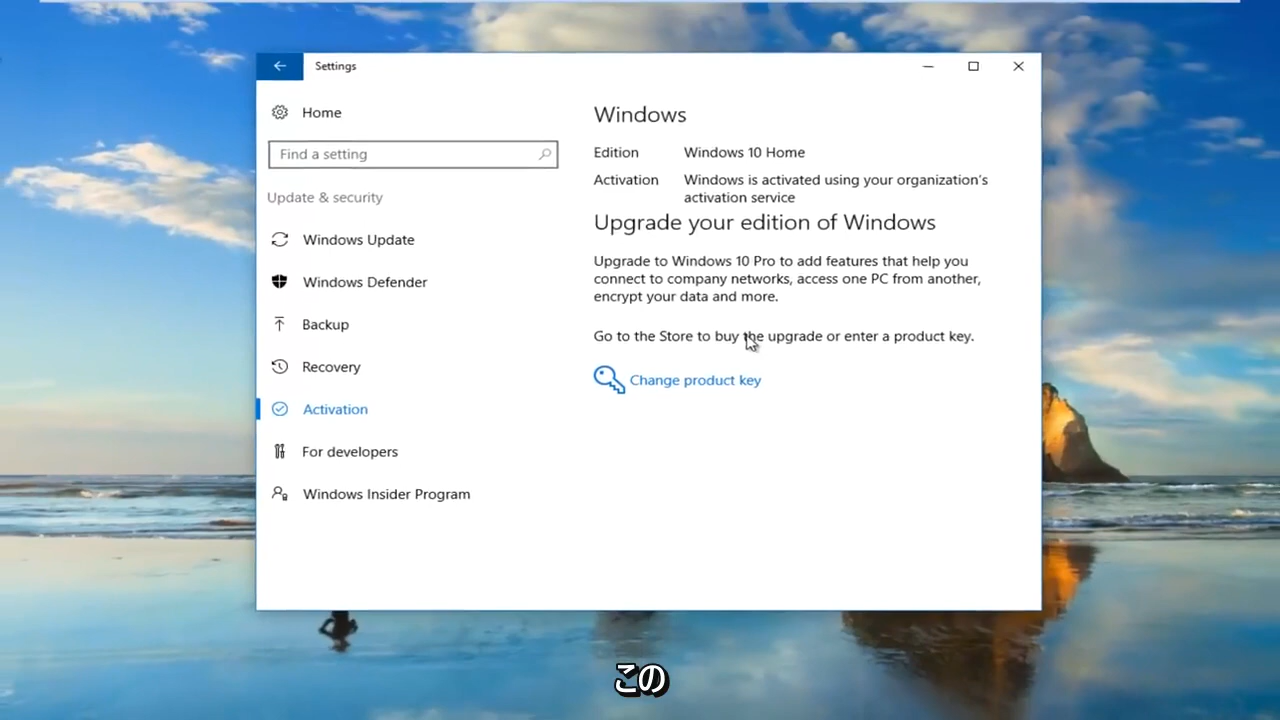 Settings
Home
Find a setting
Update & security
Windows Update
Windows Defender
Backup
Recovery
Activation
For developers
Windows Insider Program
Windows
Edition Windows 10 Home
Activation Windows is activated using your organization's
activation service
Upgrade your edition of Windows
Upgrade to Windows 10 Pro to add features that help you
connect to company networks, access one PC from another,
encrypt your data and more.
Go to the Store to buy the upgrade or enter a product key.
Change product key
この